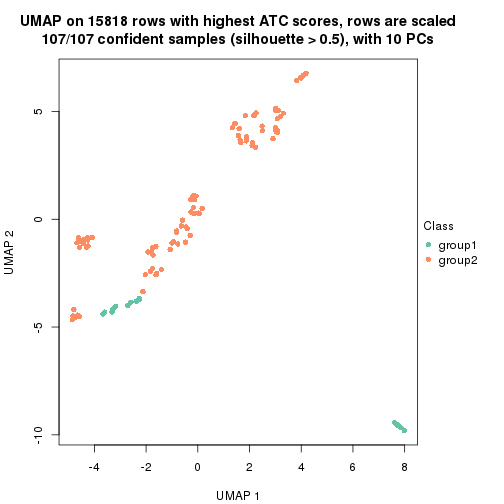 UMAP on 15818 rows with highest ATC scores, rows are scaled
107/107 confident samples (silhouette > 0.5), with 10 PCs
5
0
-5
-10
UMAP 2
-4
-2
0
2
4
6
8
UMAP 1
Class
group1
group2